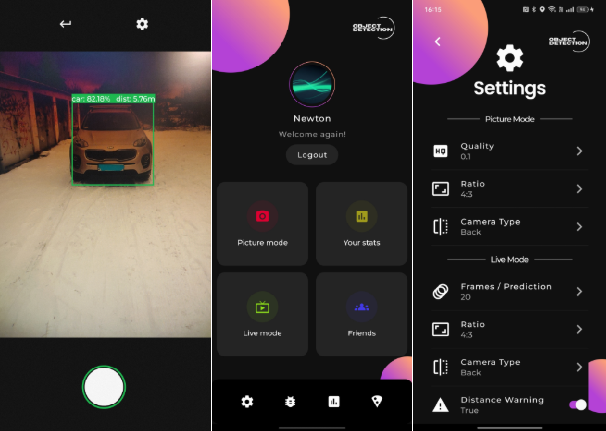 car: 82.18% dist: 5.76m
OBJECT
DETECTION
Newton
Welcome again!
Logout
Picture mode
Your stats
Live mode
Friends
16:15
OBJECT
DETECTION
Settings
Picture Mode
Quality
0.1
Ratio
4:3
Camera Type
Back
Live Mode
Frames / Prediction
20
Ratio
4:3
Camera Type
Back
Distance Warning
True